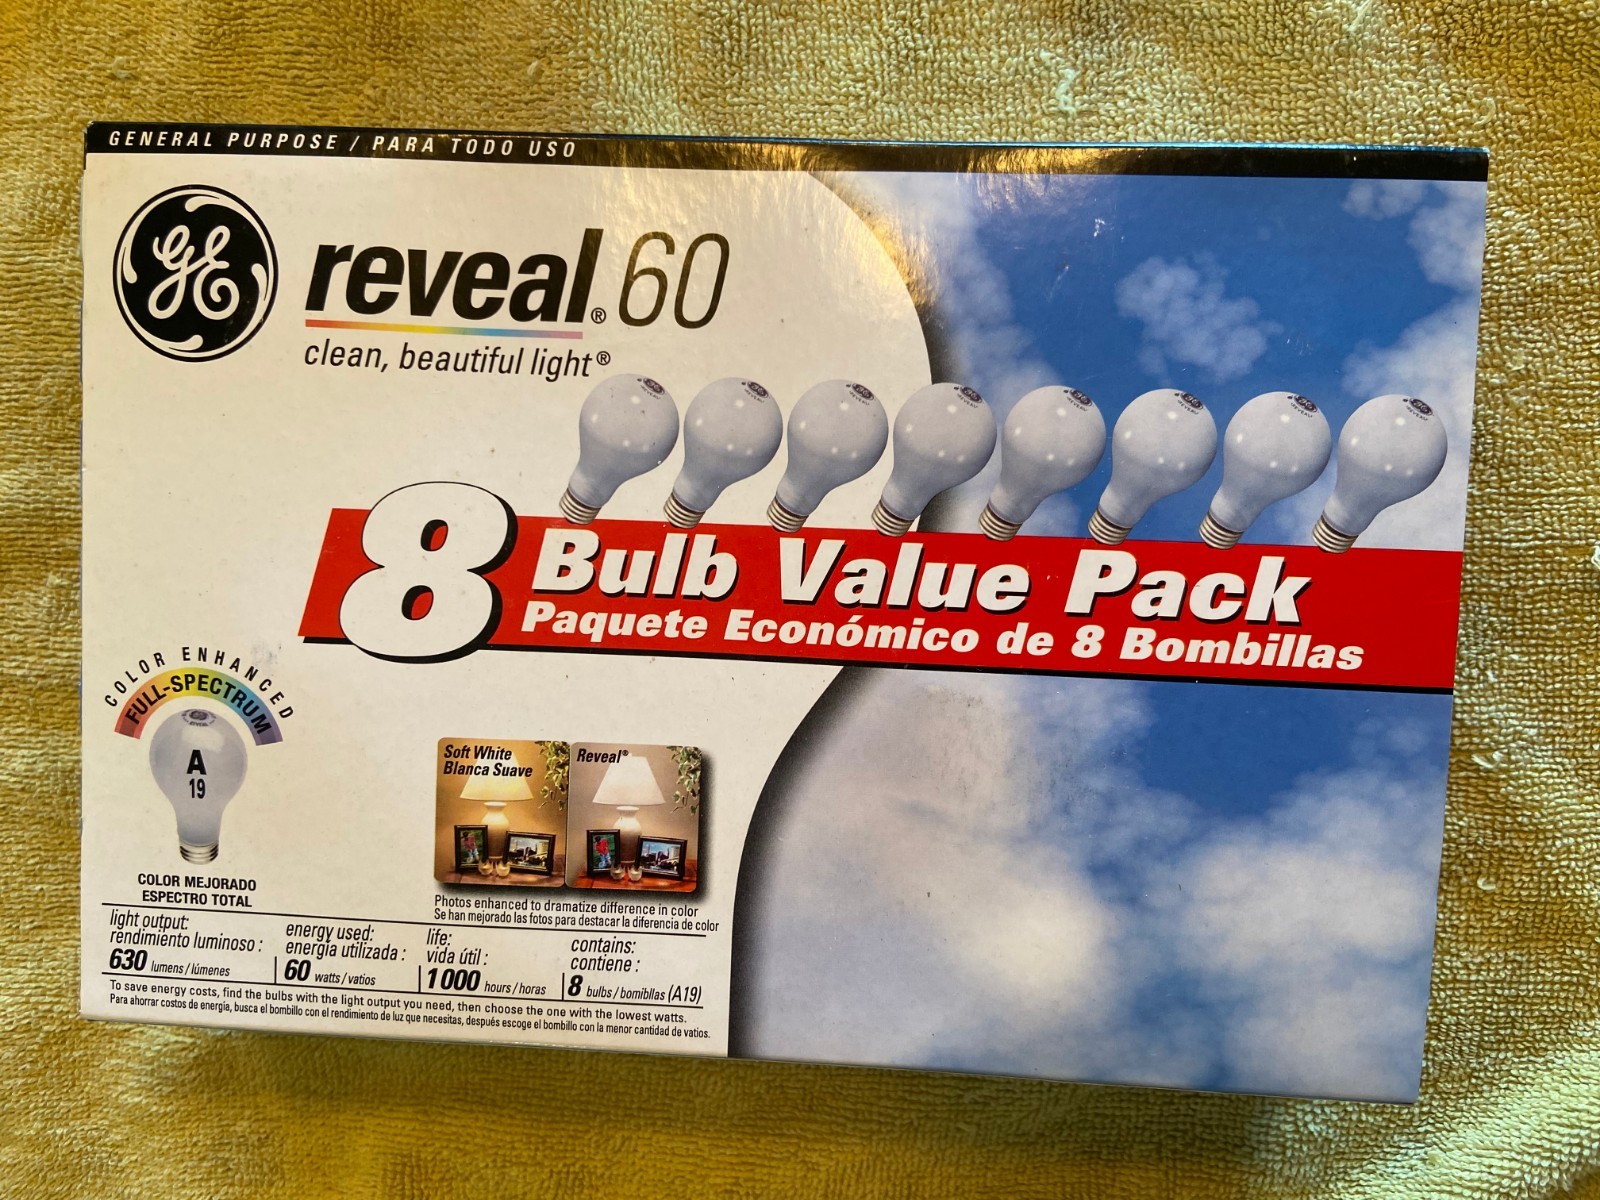 GENERAL PURPOSE / PARA TODO USO
GE
reveal® 60
clean, beautiful light®
8 Bulb Value Pack
Paquete Económico de 8 Bombillas
COLOR ENHANCED
FULL-SPECTRUM
A
19
COLOR MEJORADO
ESPECTRO TOTAL
Soft White
Blanca Suave
Reveal®
Photos enhanced to dramatize difference in color
Se han mejorado las fotos para destacar la diferencia de color
light output:
rendimiento luminoso :
630 lumens/lúmenes
energy used:
energía utilizada :
60 watts/vatios
life:
vida útil :
1000 hours/horas
contains:
contiene :
8 bulbs/bomibllas (A19)
To save energy costs, find the bulbs with the light output you need, then choose the one with the lowest watts.
Para ahorrar costos de energía, busca el bombillo con el rendimiento de luz que necesitas, después escoge el bombillo con la menor cantidad de vatios.